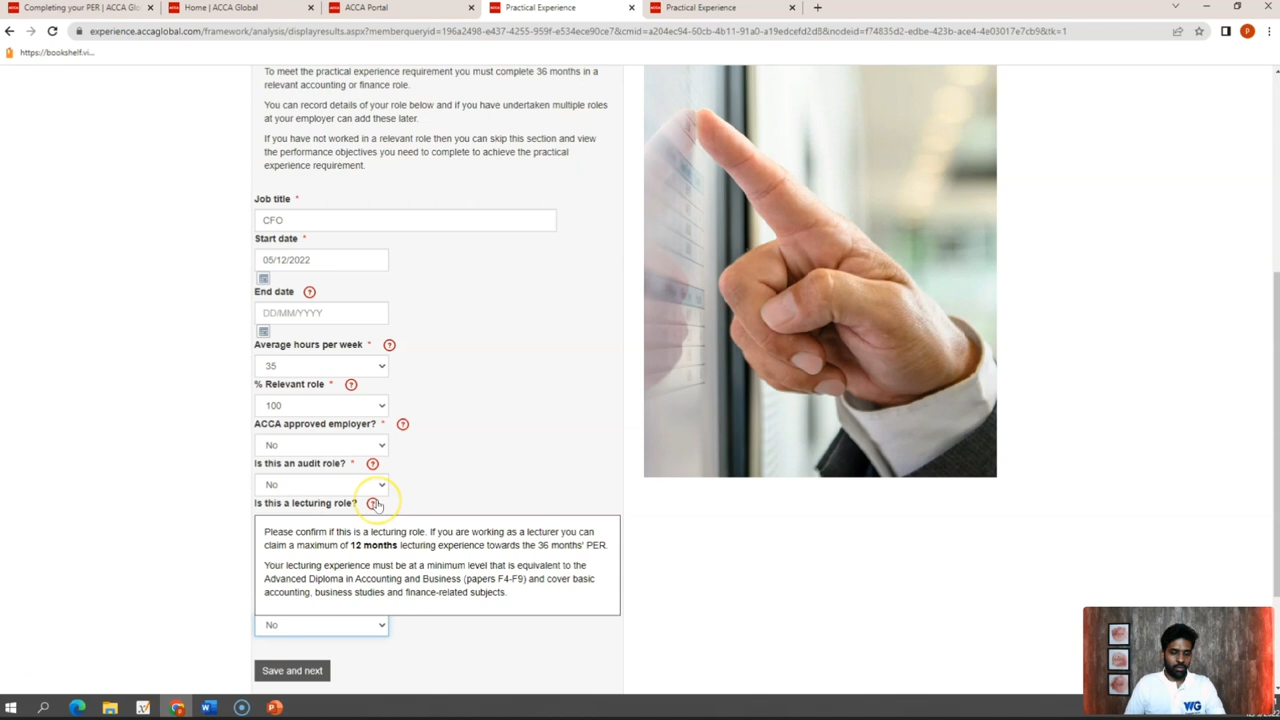 Completing your PER | ACCA Glo
Home | ACCA Global
ACCA Portal
Practical Experience
Practical Experience
experience.accaglobal.com/framework/analysis/displayresults.aspx?memberqueryid=196a2498-e437-4255-959f-e534ece90ce7&cmid=a204ec94-60cb-4b11-91a0-a19edcefd2d8&nodeid=f74835d2-edbe-423b-ace4-4e03017e7cb9&tk=1
P
https://bookshelf.vi...
To meet the practical experience requirement you must complete 36 months in a
relevant accounting or finance role.
You can record details of your role below and if you have undertaken multiple roles
at your employer can add these later.
If you have not worked in a relevant role then you can skip this section and view
the performance objectives you need to complete to achieve the practical
experience requirement.
Job title *
CFO
Start date *
05/12/2022
End date ?
DD/MM/YYYY
Average hours per week * ?
35
% Relevant role * ?
100
ACCA approved employer? * ?
No
Is this an audit role? * ?
No
Is this a lecturing role? ?
Please confirm if this is a lecturing role. If you are working as a lecturer you can
claim a maximum of 12 months lecturing experience towards the 36 months' PER.
Your lecturing experience must be at a minimum level that is equivalent to the
Advanced Diploma in Accounting and Business (papers F4-F9) and cover basic
accounting, business studies and finance-related subjects.
No
Save and next
WG